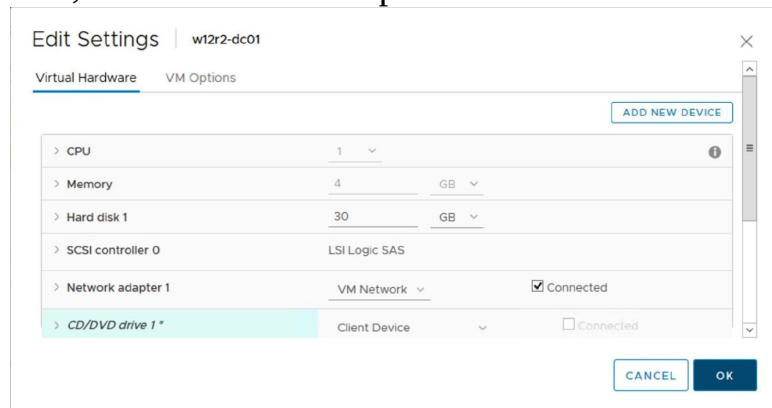 Edit Settings | w12r2-dc01
Virtual Hardware VM Options
ADD NEW DEVICE
CPU 1
Memory 4 GB
Hard disk 1 30 GB
SCSI controller 0 LSI Logic SAS
Network adapter 1 VM Network Connected
CD/DVD drive 1 * Client Device Connected
CANCEL OK